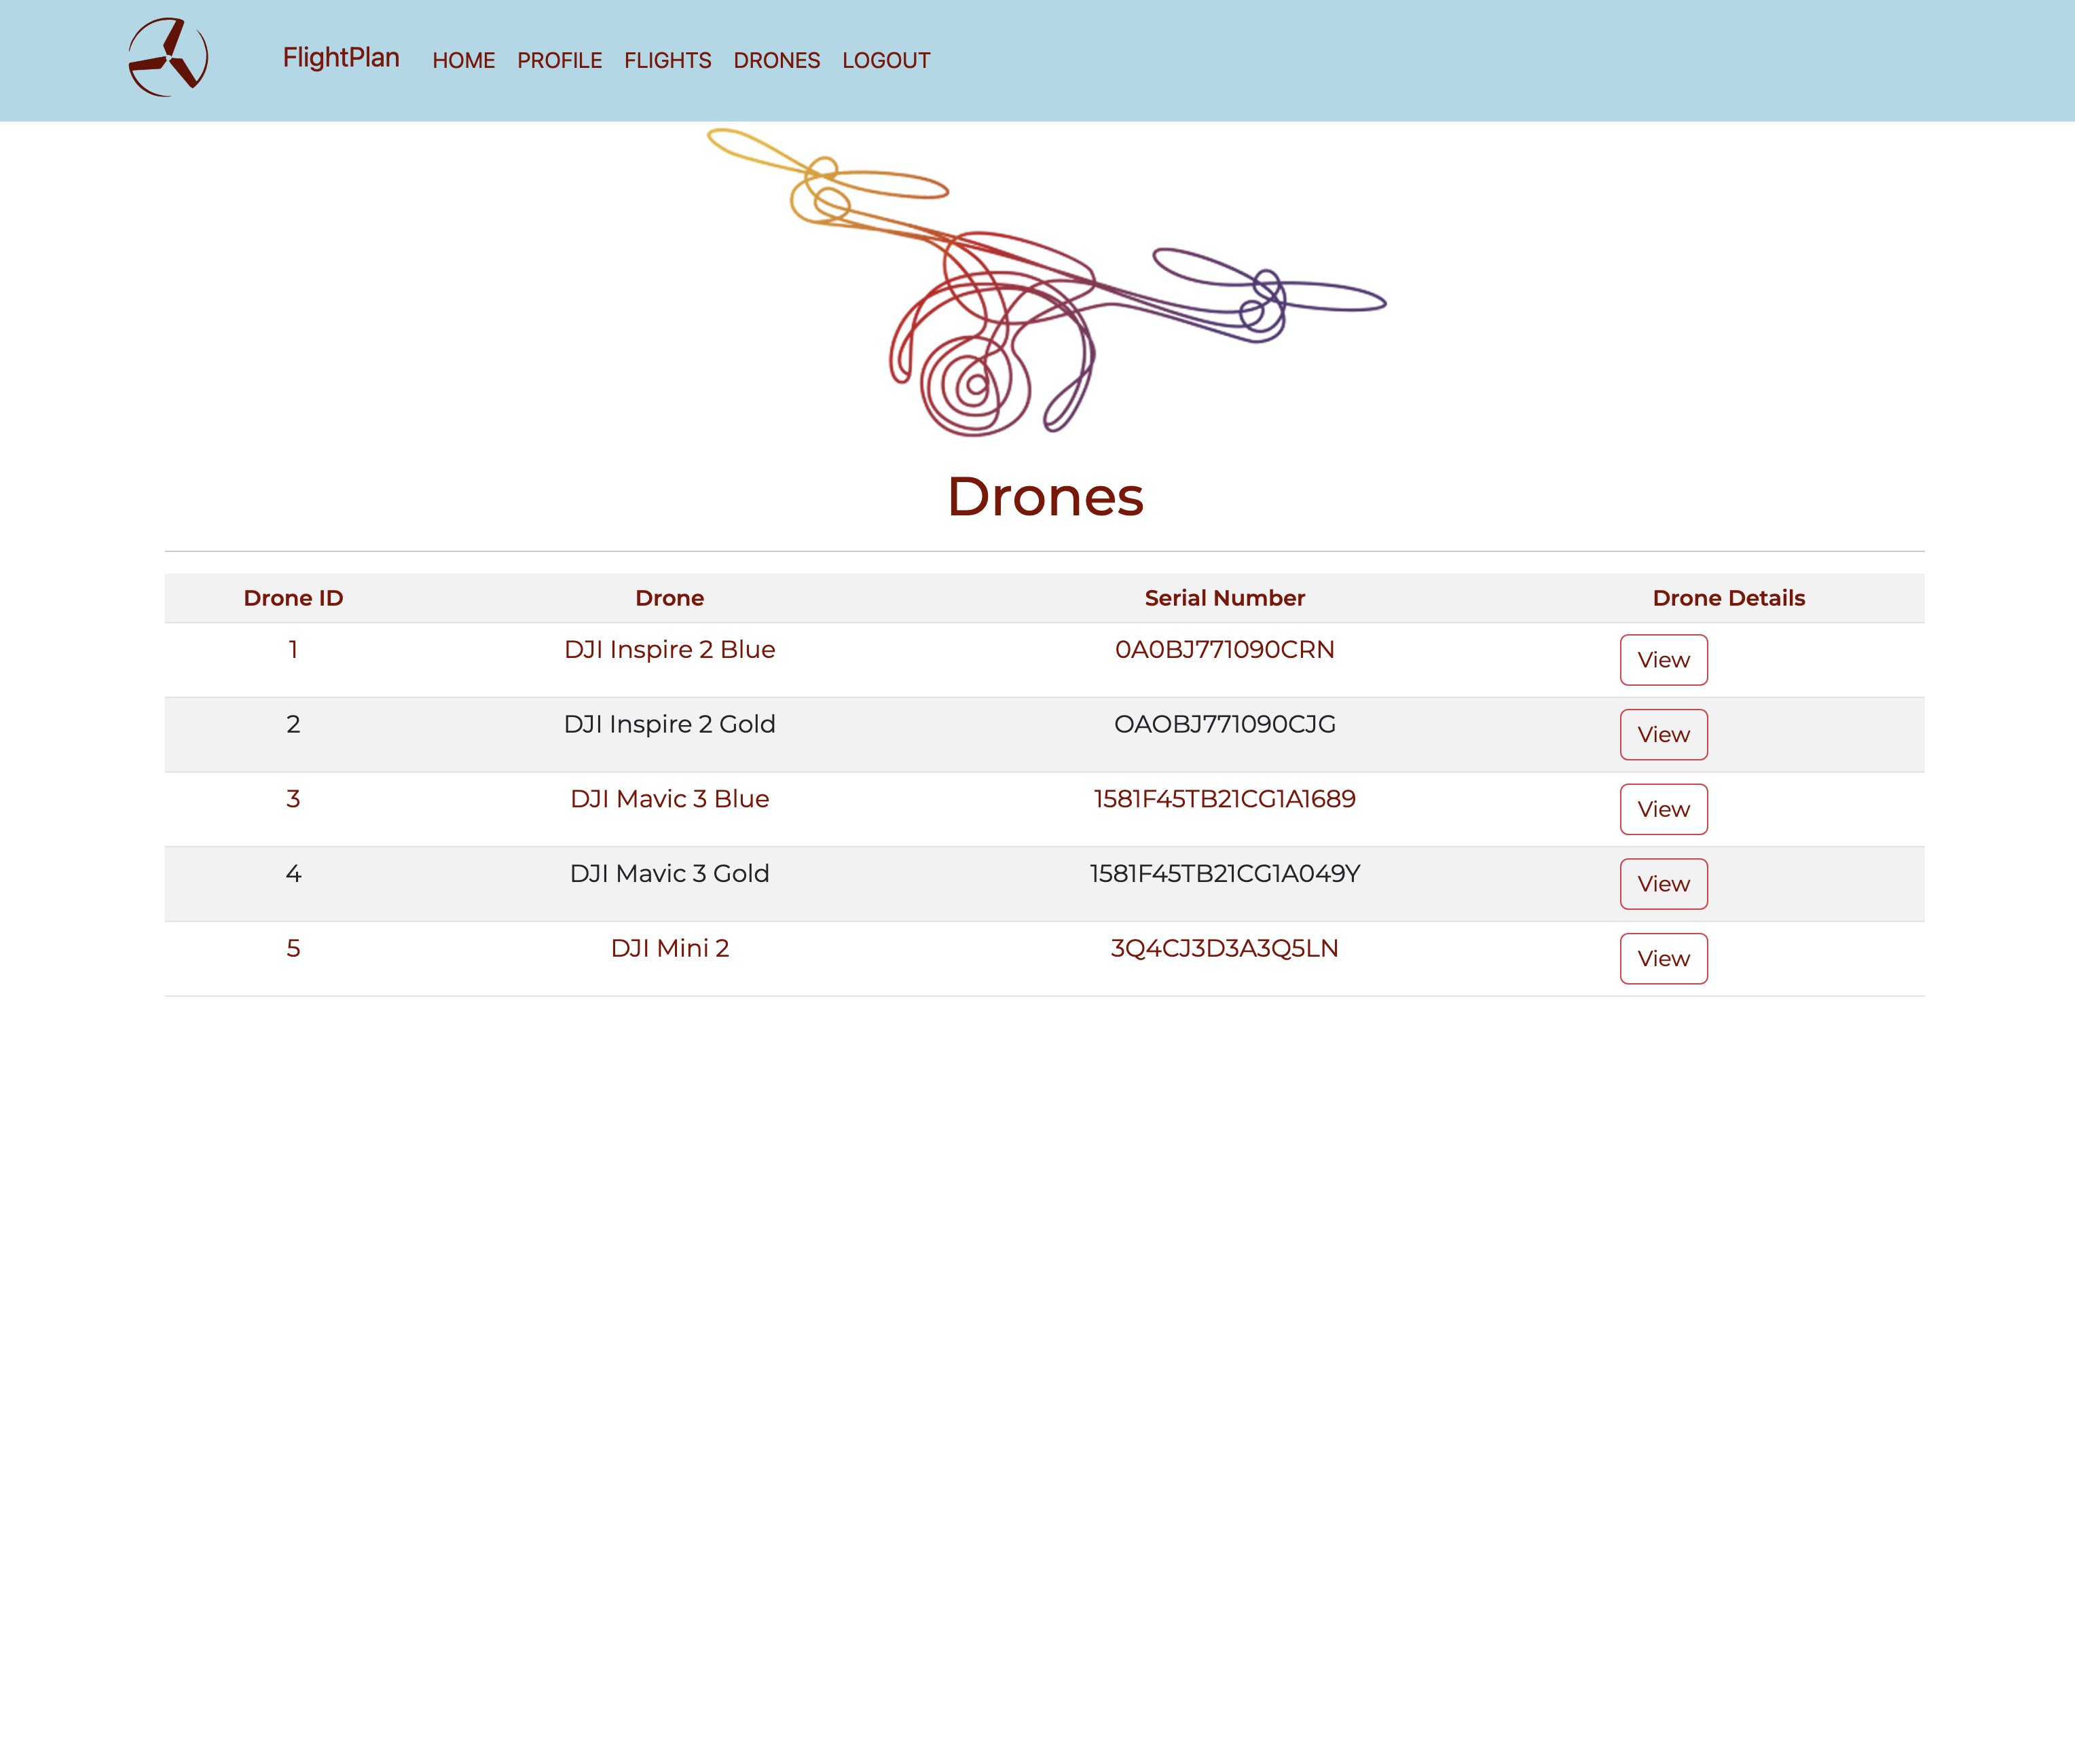 FlightPlan HOME PROFILE FLIGHTS DRONES LOGOUT
Drones
Drone ID Drone Serial Number Drone Details
1 DJI Inspire 2 Blue 0A0BJ771090CRN View
2 DJI Inspire 2 Gold OAOBJ771090CJG View
3 DJI Mavic 3 Blue 1581F45TB21CG1A1689 View
4 DJI Mavic 3 Gold 1581F45TB21CG1A049Y View
5 DJI Mini 2 3Q4CJ3D3A3Q5LN View